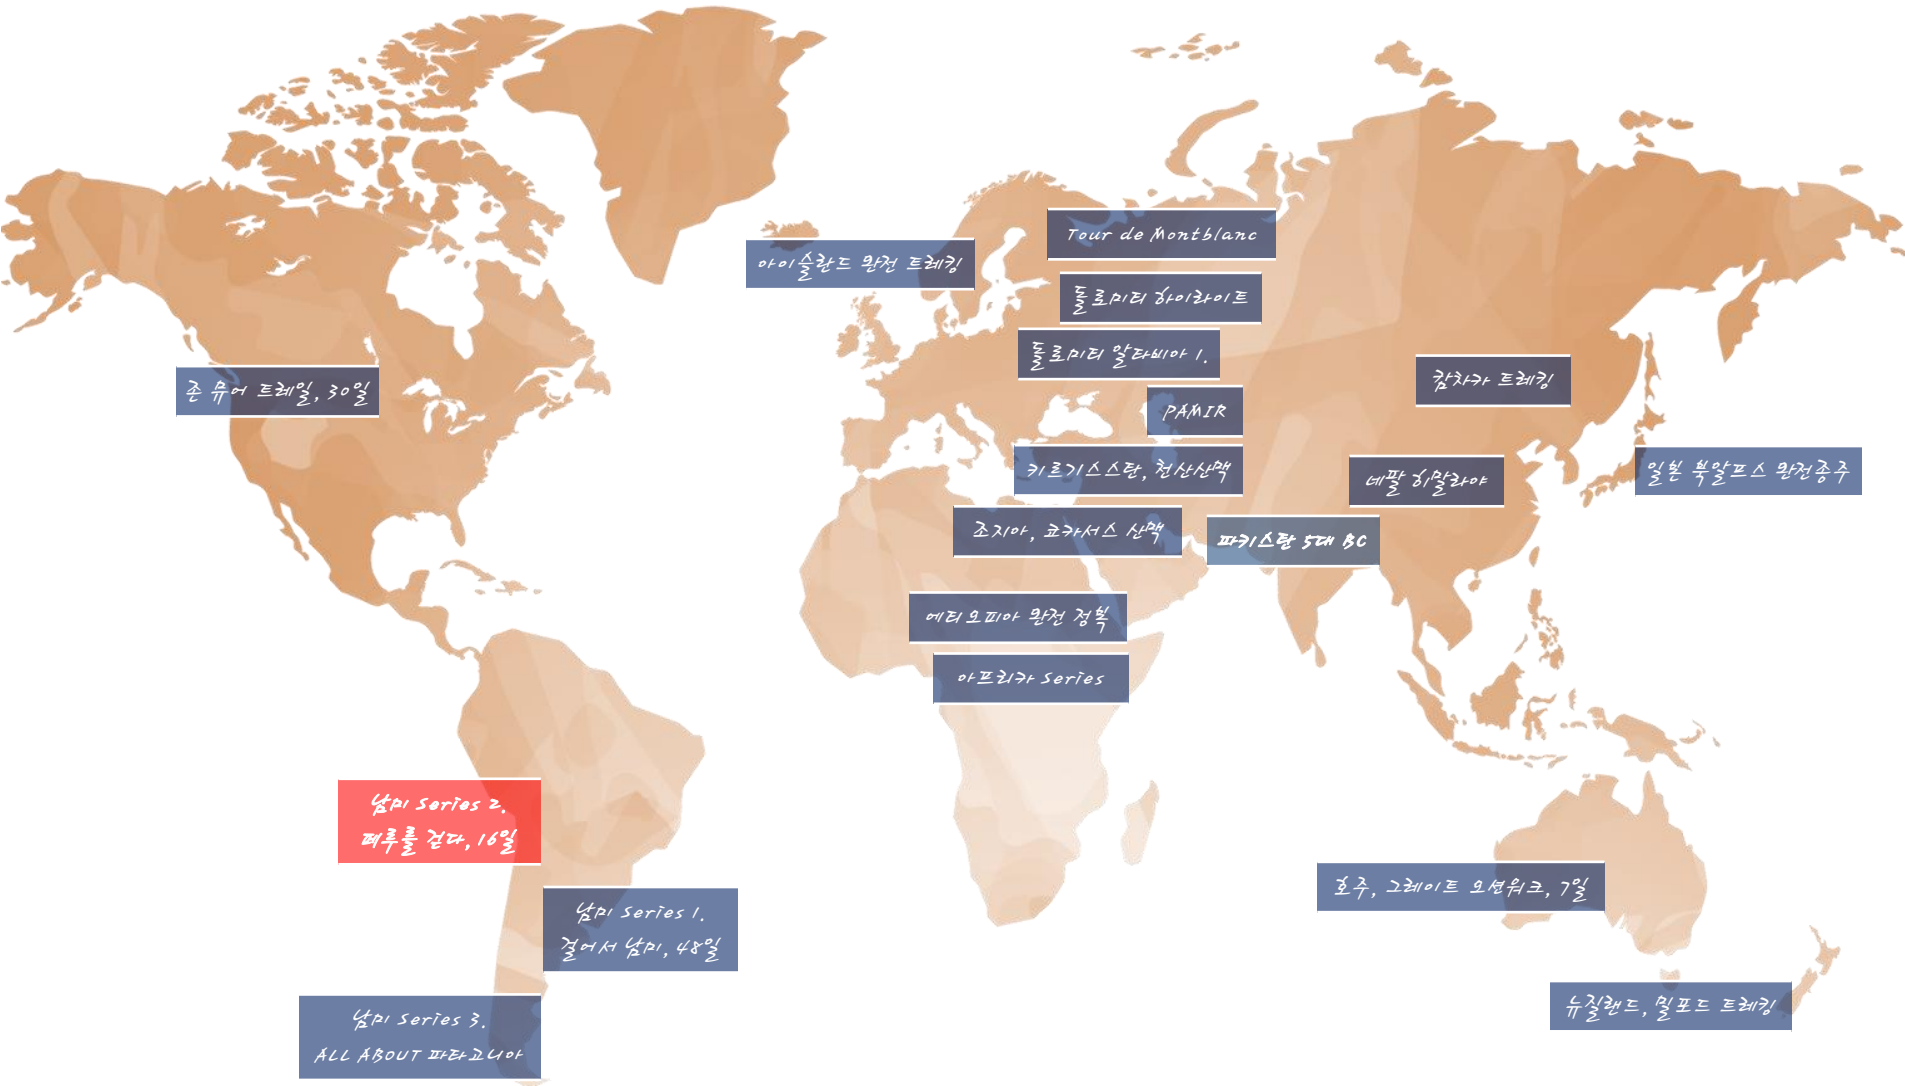 Tour de Montblanc
아이슬란드 완전 트레킹
돌로미티 하이라이트
돌로미티 알타비아 1.
존 뮤어 트레일, 30일
캄차카 트레킹
PAMIR
키르기스스탄, 천산산맥
네팔 히말라야
일본 북알프스 완전종주
조지아, 코카서스 산맥
파키스탄 5대 BC
에티오피아 완전 정복
아프리카 Series
남미 Series 2.
페루를 걷다, 16일
호주, 그레이트 오션워크, 7일
남미 Series 1.
걸어서 남미, 48일
뉴질랜드, 밀포드 트레킹
남미 Series 3.
ALL ABOUT 파타고니아